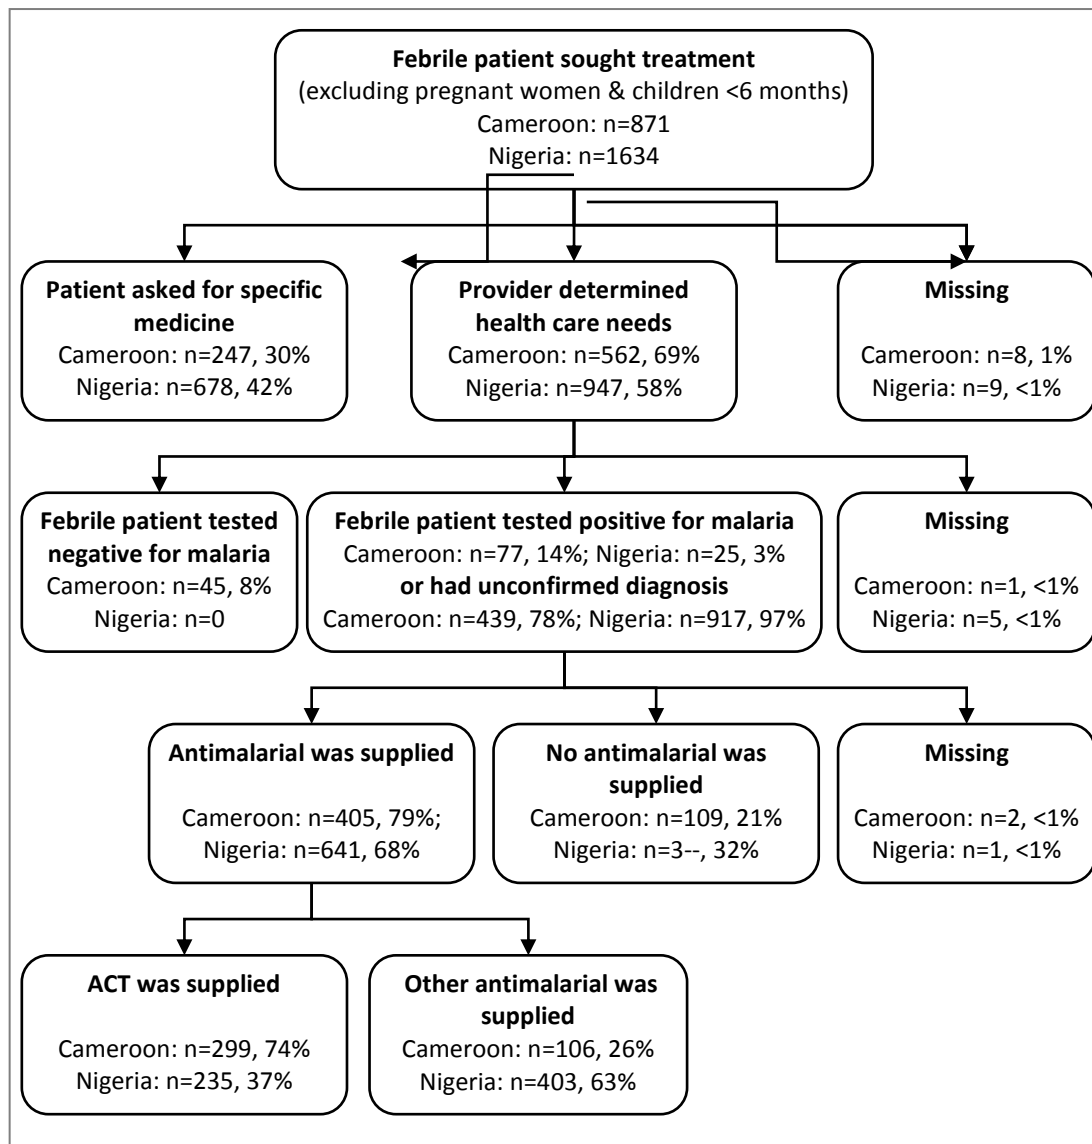 Febrile patient sought treatment
(excluding pregnant women & children <6 months)
Cameroon: n=871
Nigeria: n=1634
Patient asked for specific
medicine
Cameroon: n=247, 30%
Nigeria: n=678, 42%
Provider determined
health care needs
Cameroon: n=562, 69%
Nigeria: n=947, 58%
Missing
Cameroon: n=8, 1%
Nigeria: n=9, <1%
Febrile patient tested
negative for malaria
Cameroon: n=45, 8%
Nigeria: n=0
Febrile patient tested positive for malaria
Cameroon: n=77, 14%; Nigeria: n=25, 3%
or had unconfirmed diagnosis
Cameroon: n=439, 78%; Nigeria: n=917, 97%
Missing
Cameroon: n=1, <1%
Nigeria: n=5, <1%
Antimalarial was supplied
Cameroon: n=405, 79%;
Nigeria: n=641, 68%
No antimalarial was
supplied
Cameroon: n=109, 21%
Nigeria: n=3--, 32%
Missing
Cameroon: n=2, <1%
Nigeria: n=1, <1%
ACT was supplied
Cameroon: n=299, 74%
Nigeria: n=235, 37%
Other antimalarial was
supplied
Cameroon: n=106, 26%
Nigeria: n=403, 63%